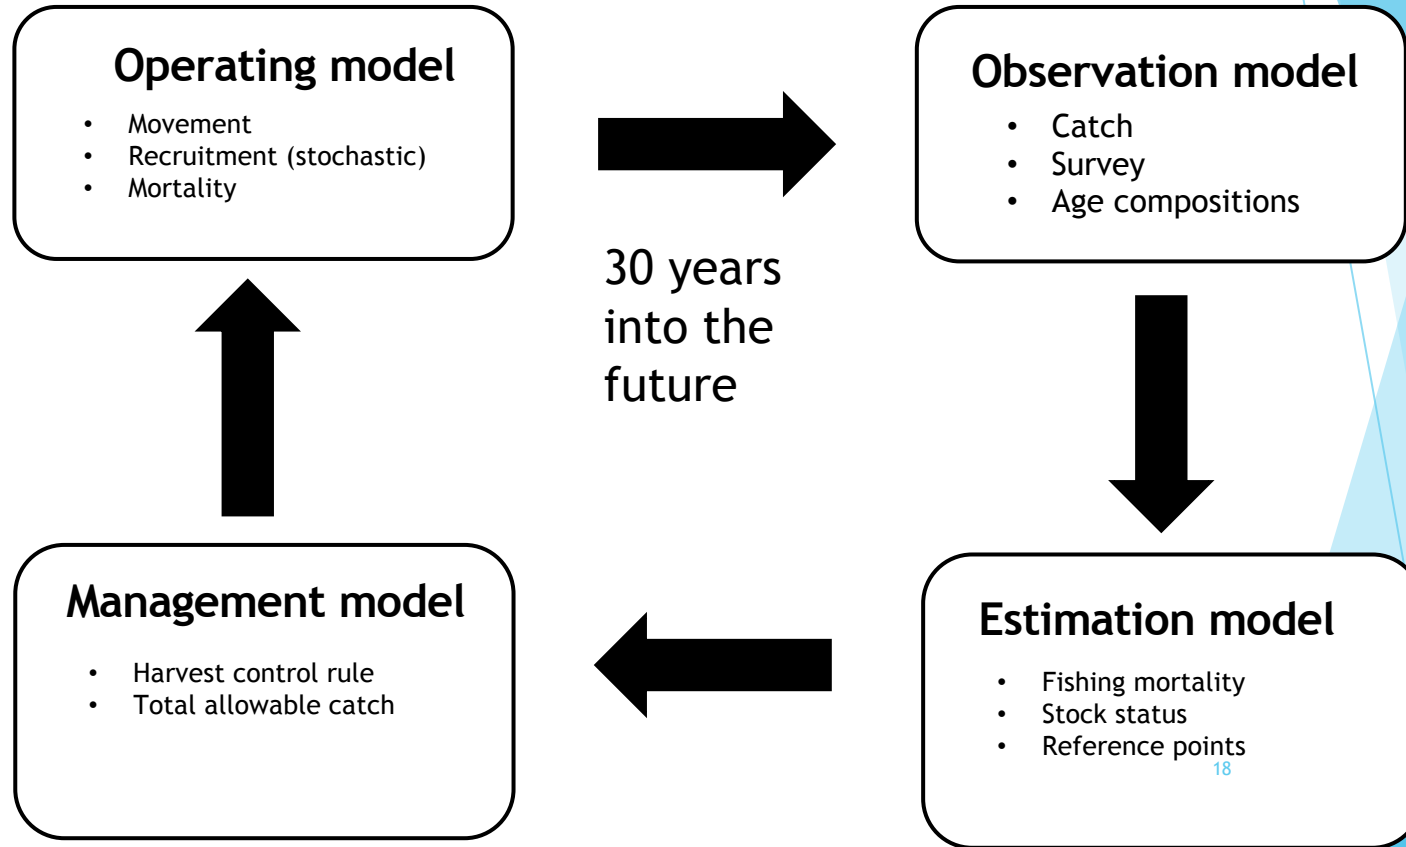 Operating model
• Movement
• Recruitment (stochastic)
• Mortality
Observation model
• Catch
• Survey
• Age compositions
30 years
into the
future
Management model
• Harvest control rule
• Total allowable catch
Estimation model
• Fishing mortality
• Stock status
• Reference points
18